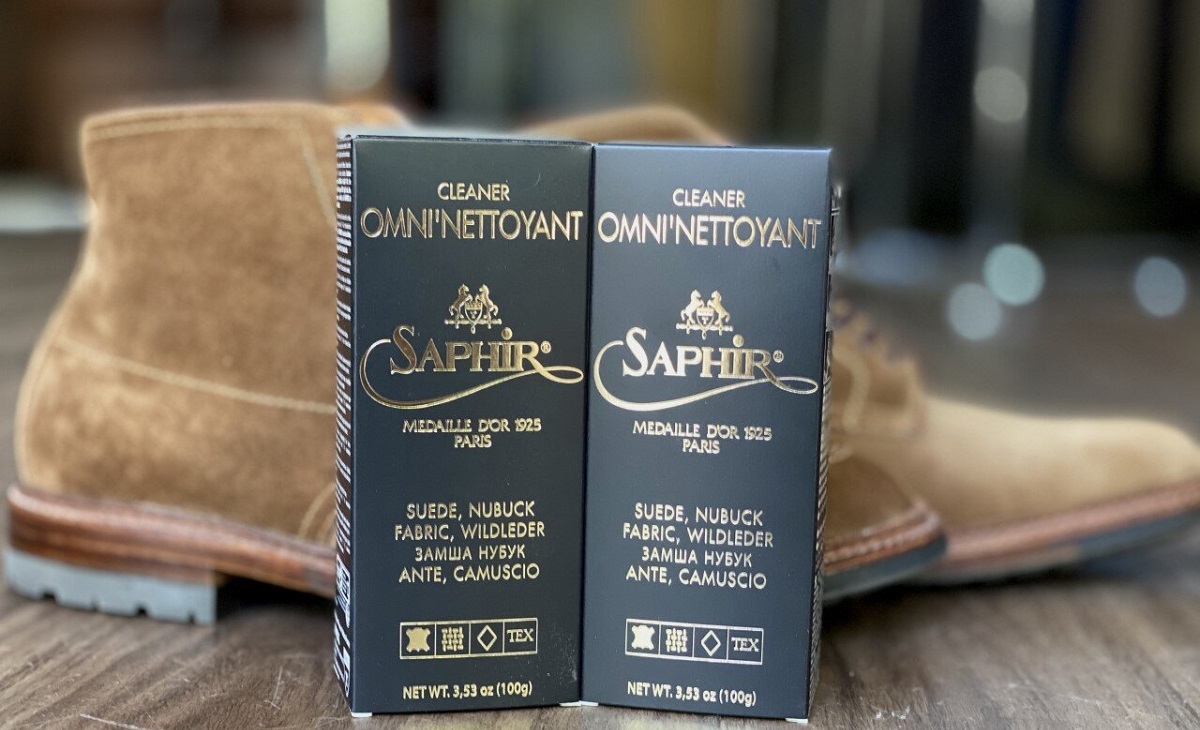 CLEANER
OMNI'NETTOYANT
SAPHIR®
MEDAILLE D'OR 1925
PARIS
SUEDE, NUBUCK
FABRIC, WILDLEDER
ЗАМША НУБУК
ANTE, CAMUSCIO
TEX
NET WT. 3,53 oz (100g)
CLEANER
OMNI'NETTOYANT
SAPHIR®
MEDAILLE D'OR 1925
PARIS
SUEDE, NUBUCK
FABRIC, WILDLEDER
ЗАМША НУБУК
ANTE, CAMUSCIO
TEX
NET WT. 3,53 oz (100g)